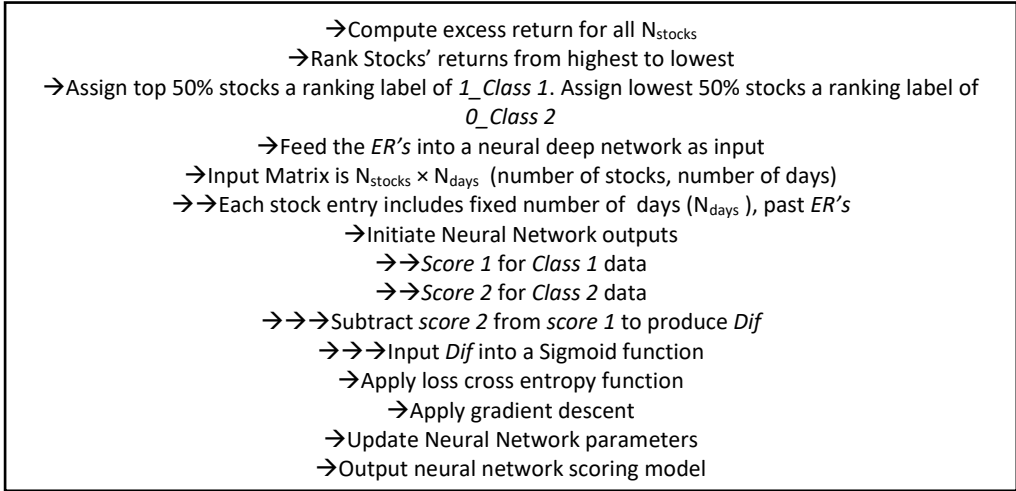 →Compute excess return for all Nstocks
→Rank Stocks’ returns from highest to lowest
→Assign top 50% stocks a ranking label of 1_Class 1. Assign lowest 50% stocks a ranking label of
0_Class 2
→Feed the ER’s into a neural deep network as input
→Input Matrix is Nstocks × Ndays (number of stocks, number of days)
→→Each stock entry includes fixed number of days (Ndays ), past ER’s
→Initiate Neural Network outputs
→→Score 1 for Class 1 data
→→Score 2 for Class 2 data
→→→Subtract score 2 from score 1 to produce Dif
→→→Input Dif into a Sigmoid function
→Apply loss cross entropy function
→Apply gradient descent
→Update Neural Network parameters
→Output neural network scoring model